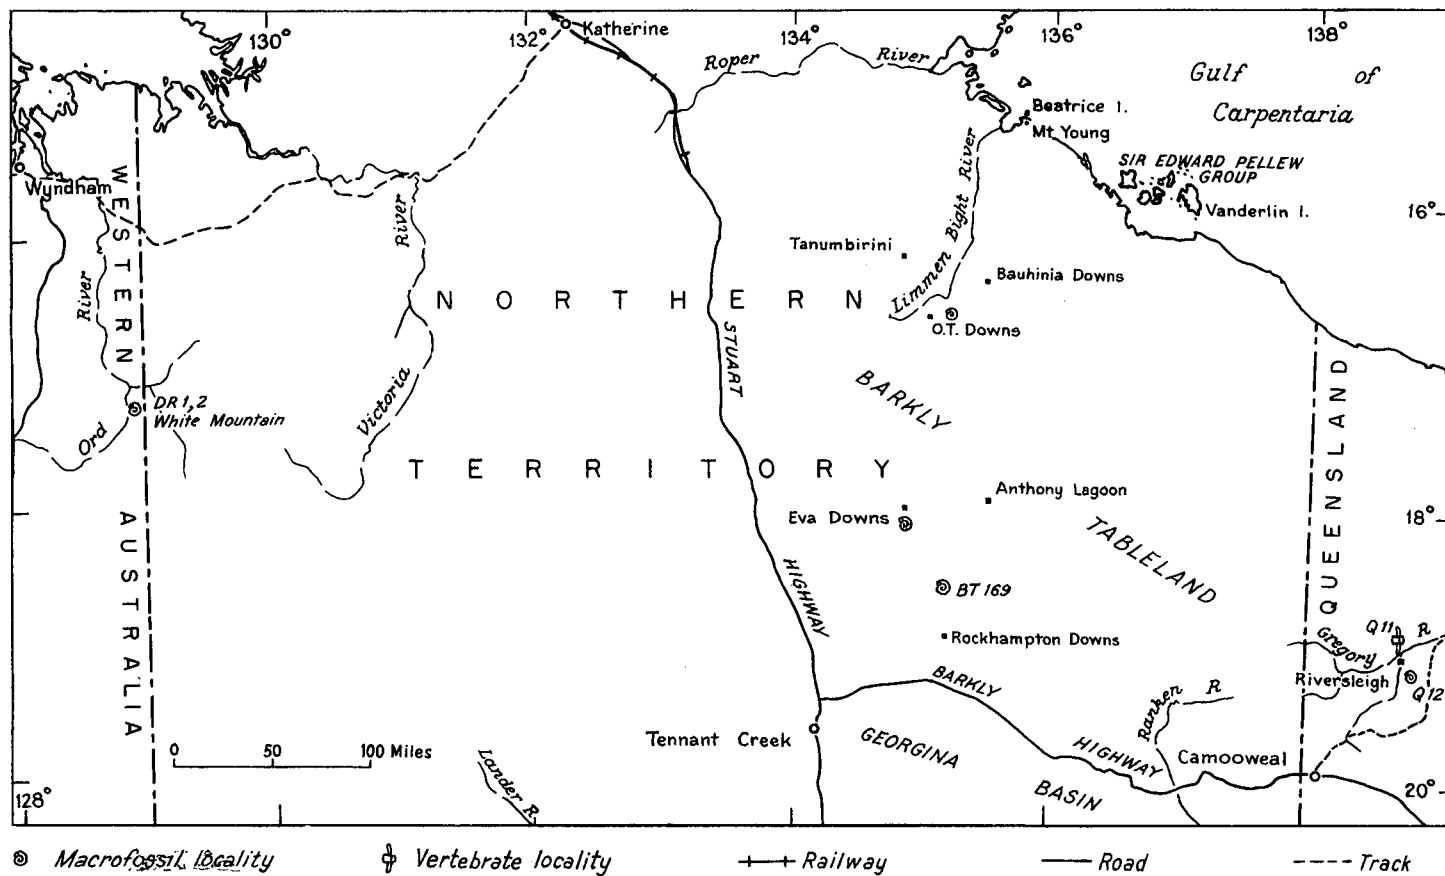 130°
132°
134°
136°
138°
Katherine
Roper River
Gulf of
Carpentaria
Beatrice I.
Mt Young
SIR EDWARD PELLEW
GROUP
Vanderlin I.
Wyndham
16°
WESTERN AUSTRALIA
River
River
Tanumbirini
Limmen Bight River
Bauhinia Downs
NORTHERN
O.T. Downs
STUART
BARKLY
QUEENSLAND
DR 1,2
White Mountain
Victoria
Ord
TERRITORY
Anthony Lagoon
Eva Downs
18°
TABLELAND
HIGHWAY
BT 169
Rockhampton Downs
Q 11
Gregory R
Riversleigh
Q 12
BARKLY
Ranken R
0 50 100 Miles
Tennant Creek
GEORGINA
HIGHWAY
Camooweal
Lander R.
BASIN
128°
20°
Macrofossil locality
Vertebrate locality
Railway
Road
Track